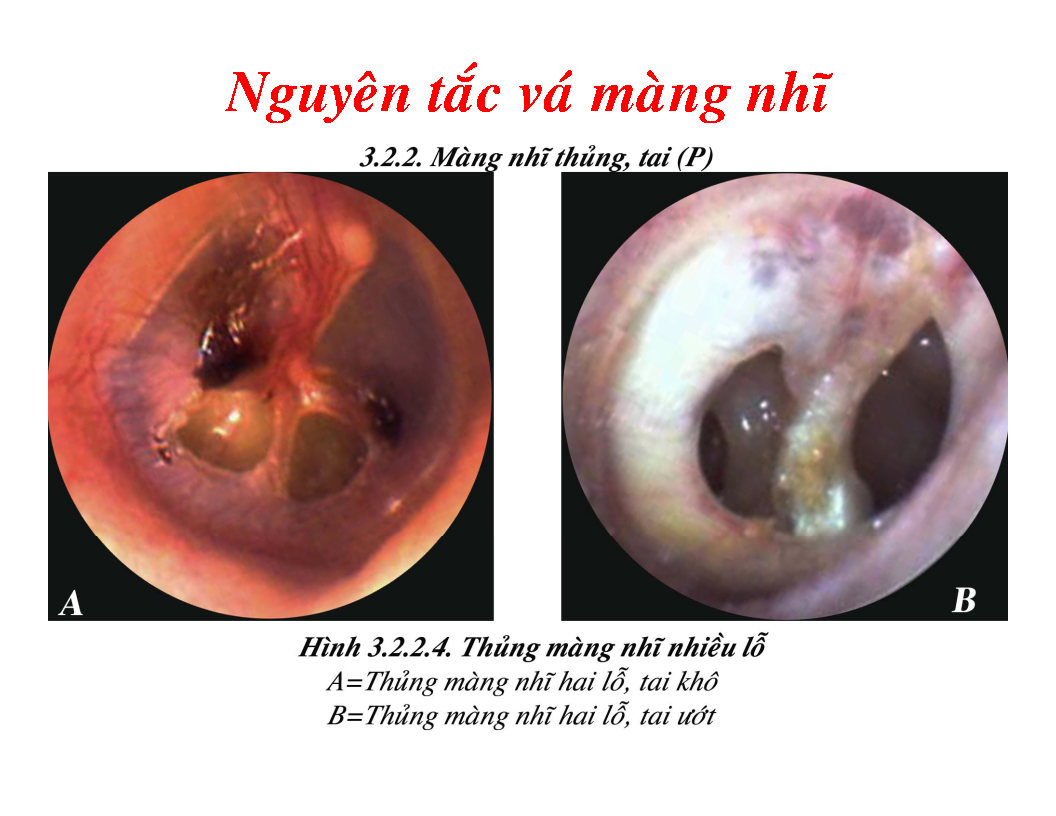 Nguyên tắc vá màng nhĩ
3.2.2. Màng nhĩ thủng, tai (P)
A
B
Hình 3.2.2.4. Thủng màng nhĩ nhiều lỗ
A=Thủng màng nhĩ hai lỗ, tai khô
B=Thủng màng nhĩ hai lỗ, tai ướt